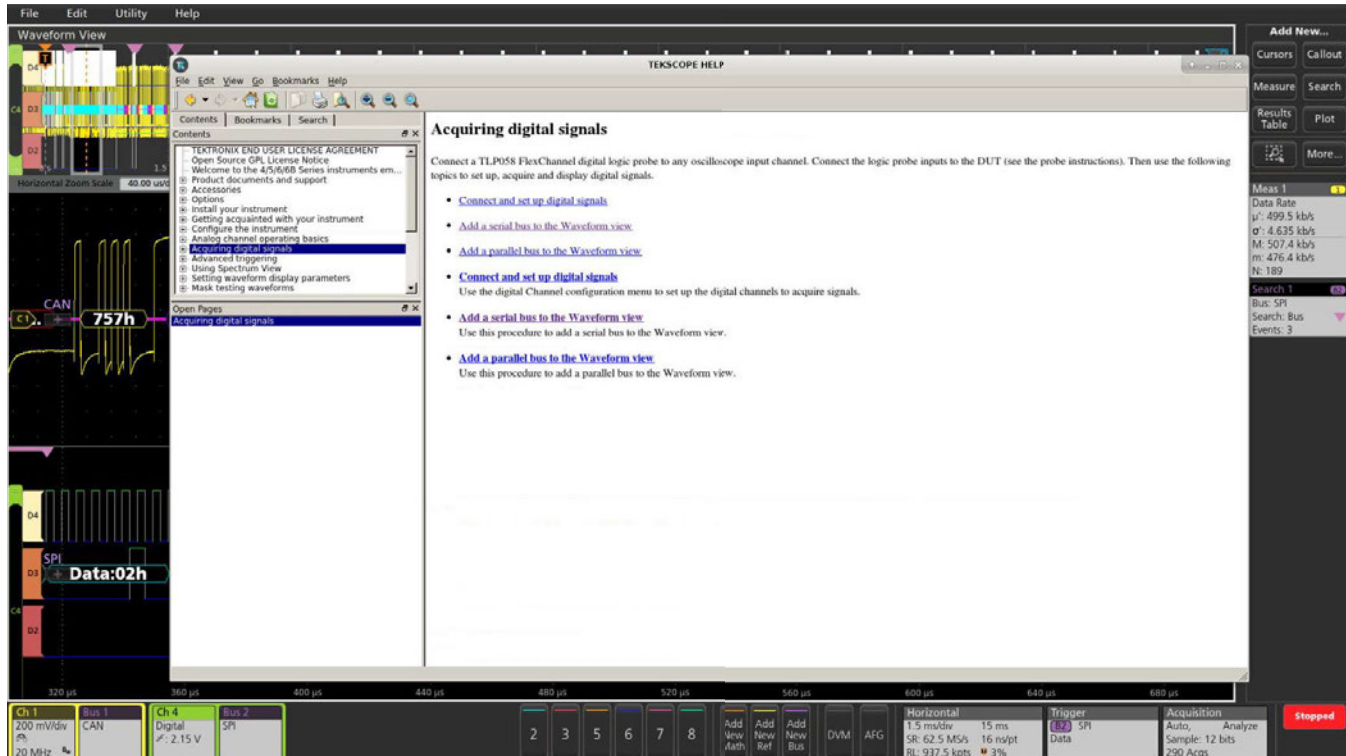 File Edit Utility Help
Waveform View
Add New...
Cursors Callout
Measure Search
Results Table Plot
More...
D4
T
C4 D3
D2
1.5
Horizontal Zoom Scale 40.00 us/d
TEKSCOPE HELP
File Edit View Go Bookmarks Help
Contents Bookmarks Search
Contents
TEKTRONIX END USER LICENSE AGREEMENT
Open Source GPL License Notice
Welcome to the 4/5/6/6B Series instruments em...
Product documents and support
Accessories
Options
Install your instrument
Getting acquainted with your instrument
Configure the instrument
Analog channel operating basics
Acquiring digital signals
Advanced triggering
Using Spectrum View
Setting waveform display parameters
Mask testing waveforms
Open Pages
Acquiring digital signals
Acquiring digital signals
Connect a TLP058 FlexChannel digital logic probe to any oscilloscope input channel. Connect the logic probe inputs to the DUT (see the probe instructions). Then use the following
topics to set up, acquire and display digital signals.
• Connect and set up digital signals
• Add a serial bus to the Waveform view
• Add a parallel bus to the Waveform view
• Connect and set up digital signals
Use the digital Channel configuration menu to set up the digital channels to acquire signals.
• Add a serial bus to the Waveform view
Use this procedure to add a serial bus to the Waveform view.
• Add a parallel bus to the Waveform view
Use this procedure to add a parallel bus to the Waveform view.
Meas 1 1
Data Rate
μ': 499.5 kb/s
σ': 4.635 kb/s
M: 507.4 kb/s
m: 476.4 kb/s
N: 189
Search 1 B2
Bus: SPI
Search: Bus
Events: 3
CAN
C1 .. + 757h
D4
SPI
D3 + Data:02h
C4
D2
320 μs 360 μs 400 μs 440 μs 480 μs 520 μs 560 μs 600 μs 640 μs 680 μs
Ch 1
200 mV/div
20 MHz
Bus 1
CAN
Ch 4
Digital
: 2.15 V
Bus 2
SPI
2 3 5 6 7 8
Add New Math
Add New Ref
Add New Bus
DVM AFG
Horizontal
1.5 ms/div 15 ms
SR: 62.5 MS/s 16 ns/pt
RL: 937.5 kpts 3%
Trigger
B2 SPI
Data
Acquisition
Auto, Analyze
Sample: 12 bits
290 Acqs
Stopped